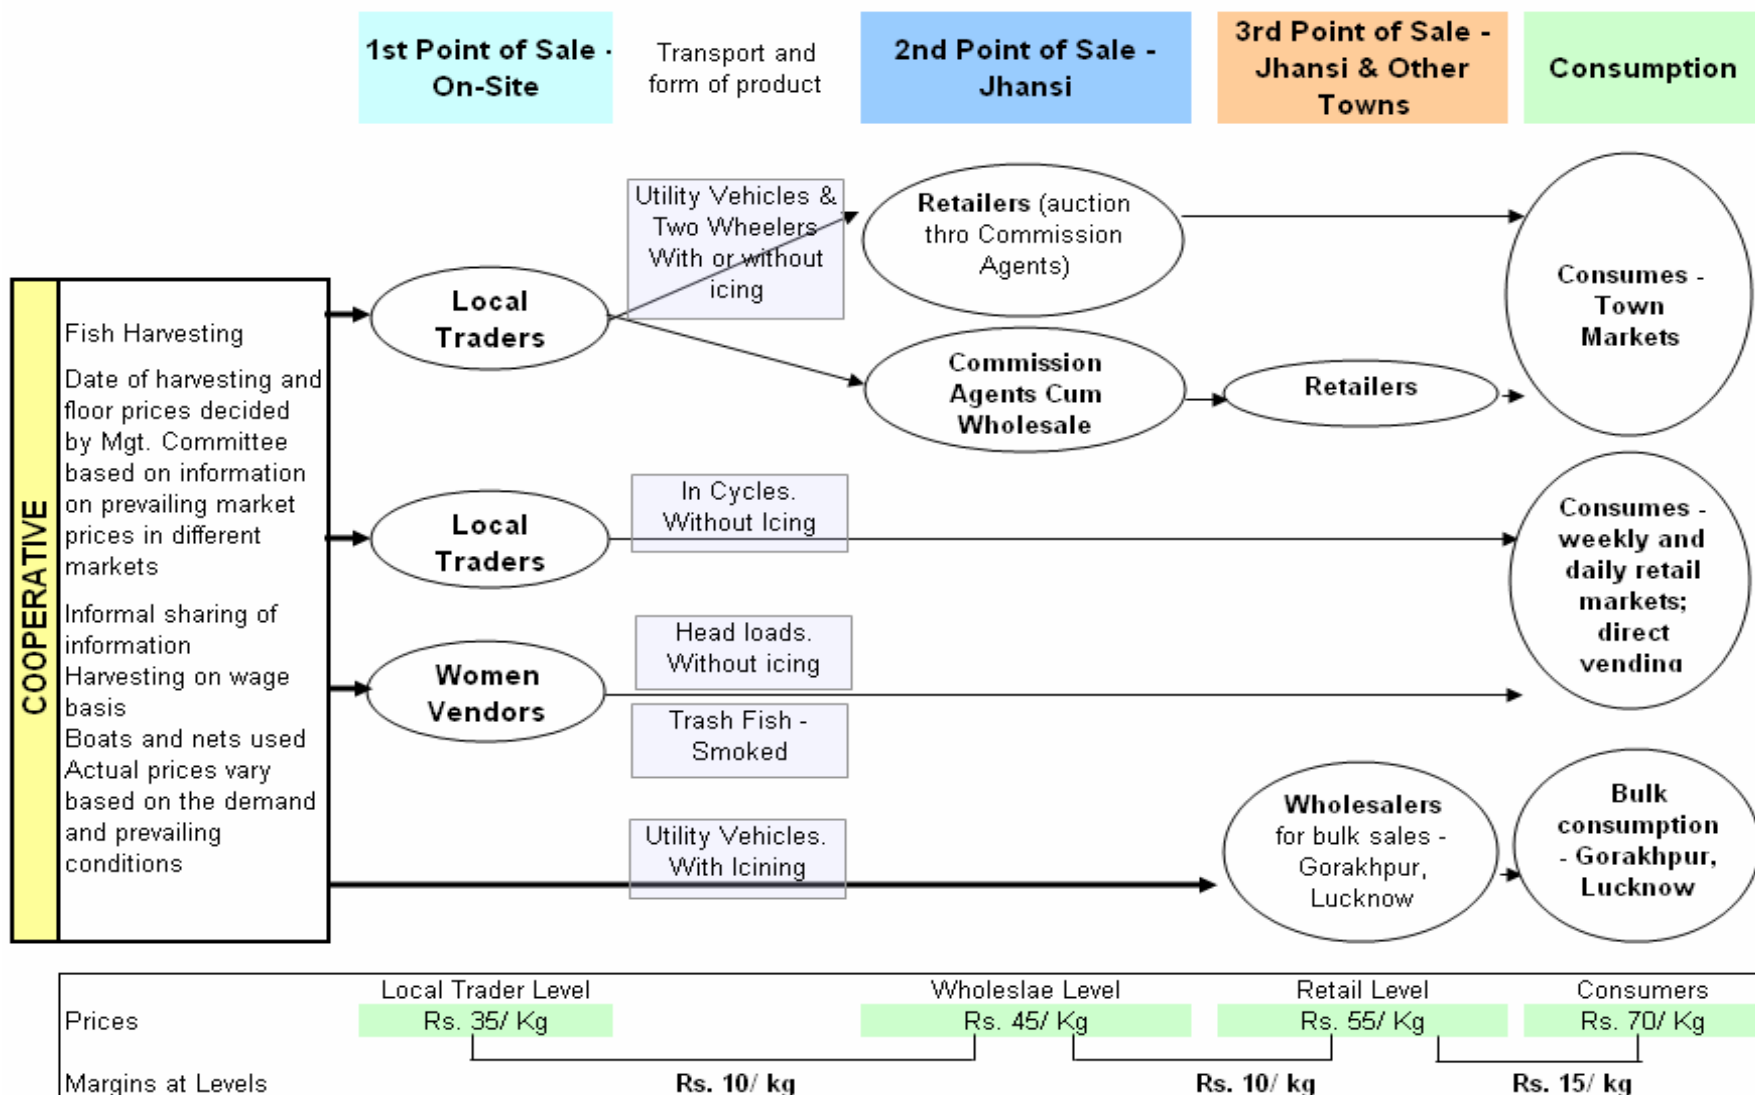 1st Point of Sale -
On-Site
Transport and
form of product
2nd Point of Sale -
Jhansi
3rd Point of Sale -
Jhansi & Other
Towns
Consumption
COOPERATIVE
Fish Harvesting
Date of harvesting and
floor prices decided
by Mgt. Committee
based on information
on prevailing market
prices in different
markets
Informal sharing of
information
Harvesting on wage
basis
Boats and nets used
Actual prices vary
based on the demand
and prevailing
conditions
Local
Traders
Utility Vehicles &
Two Wheelers
With or without
icing
Retailers (auction
thro Commission
Agents)
Commission
Agents Cum
Wholesale
Retailers
Consumes -
Town
Markets
Local
Traders
In Cycles.
Without Icing
Consumes -
weekly and
daily retail
markets;
direct
vending
Women
Vendors
Head loads.
Without icing
Trash Fish -
Smoked
Utility Vehicles.
With Icining
Wholesalers
for bulk sales -
Gorakhpur,
Lucknow
Bulk
consumption
- Gorakhpur,
Lucknow
Local Trader Level
Wholeslae Level
Retail Level
Consumers
Prices
Rs. 35/ Kg
Rs. 45/ Kg
Rs. 55/ Kg
Rs. 70/ Kg
Margins at Levels
Rs. 10/ kg
Rs. 10/ kg
Rs. 15/ kg